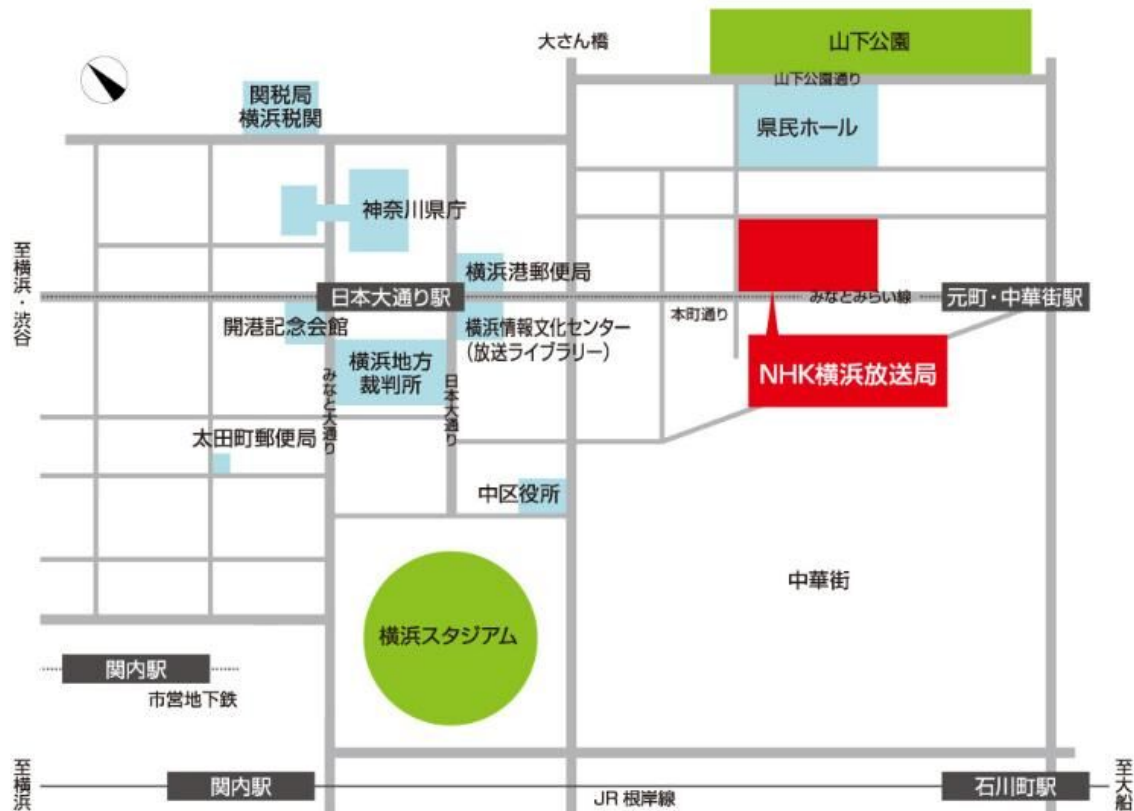 大さん橋
山下公園
山下公園通り
関税局
横浜税関
県民ホール
神奈川県庁
至横浜・渋谷
横浜港郵便局
日本大通り駅
みなとみらい線
元町・中華街駅
本町通り
開港記念会館
横浜情報文化センター
(放送ライブラリー)
横浜地方
裁判所
NHK横浜放送局
みなと大通り
日本大通り
太田町郵便局
中区役所
中華街
横浜スタジアム
関内駅
市営地下鉄
至横浜
関内駅
JR 根岸線
石川町駅
至大船